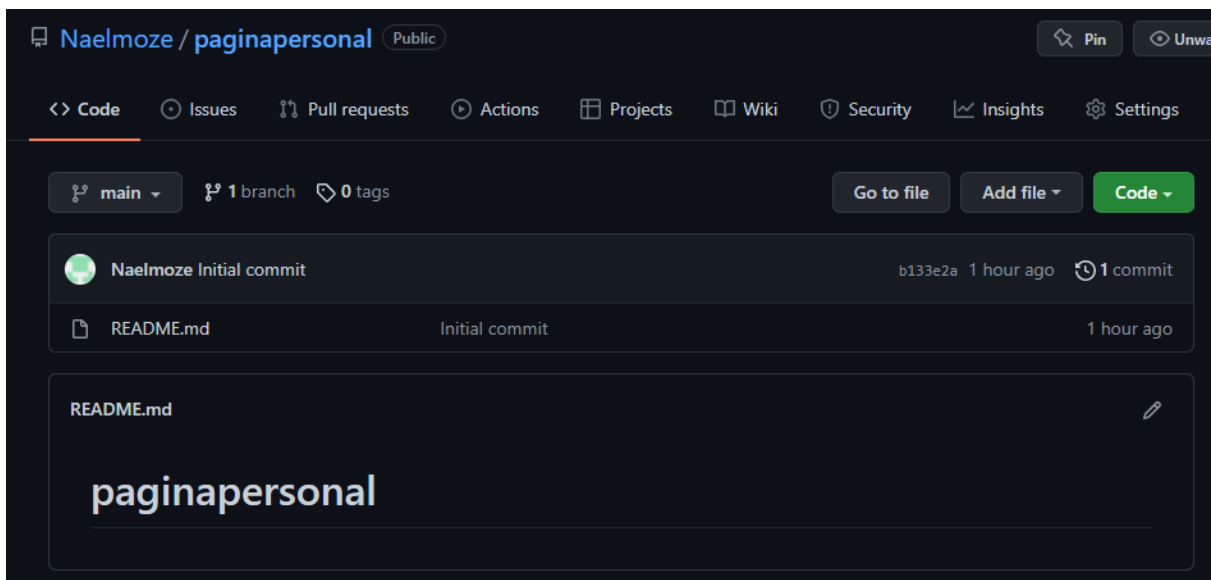 Naelmoze / paginapersonal Public Pin Unwa
<> Code Issues Pull requests Actions Projects Wiki Security Insights Settings
main 1 branch 0 tags Go to file Add file Code
Naelmoze Initial commit b133e2a 1 hour ago 1 commit
README.md Initial commit 1 hour ago
README.md
paginapersonal